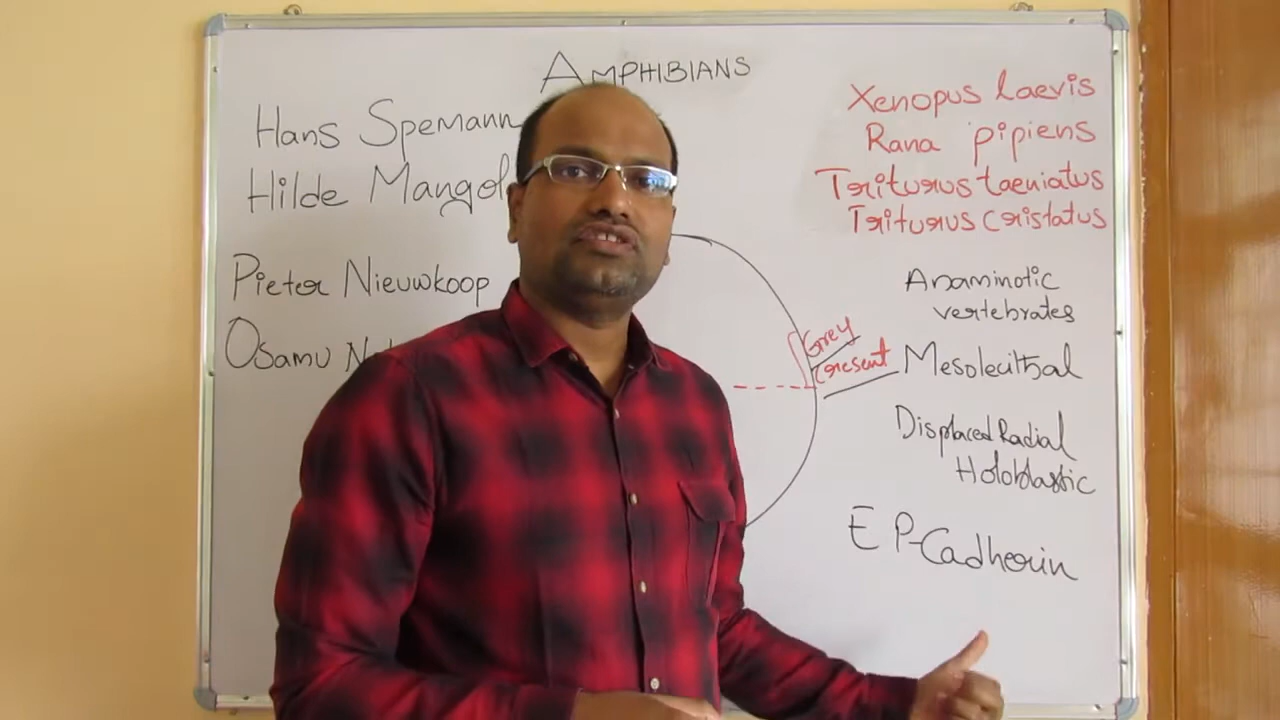 AMPHIBIANS
Hans Spemann
Hilde Mangol
Pieter Nieuwkoop
Osamu
Xenopus laevis
Rana pipiens
Triturus taeniatus
Triturus cristatus
Anaminotic
vertebrates
Grey
Cresent
Mesolecithal
Displaced Radial
Holoblastic
E P-Cadherin